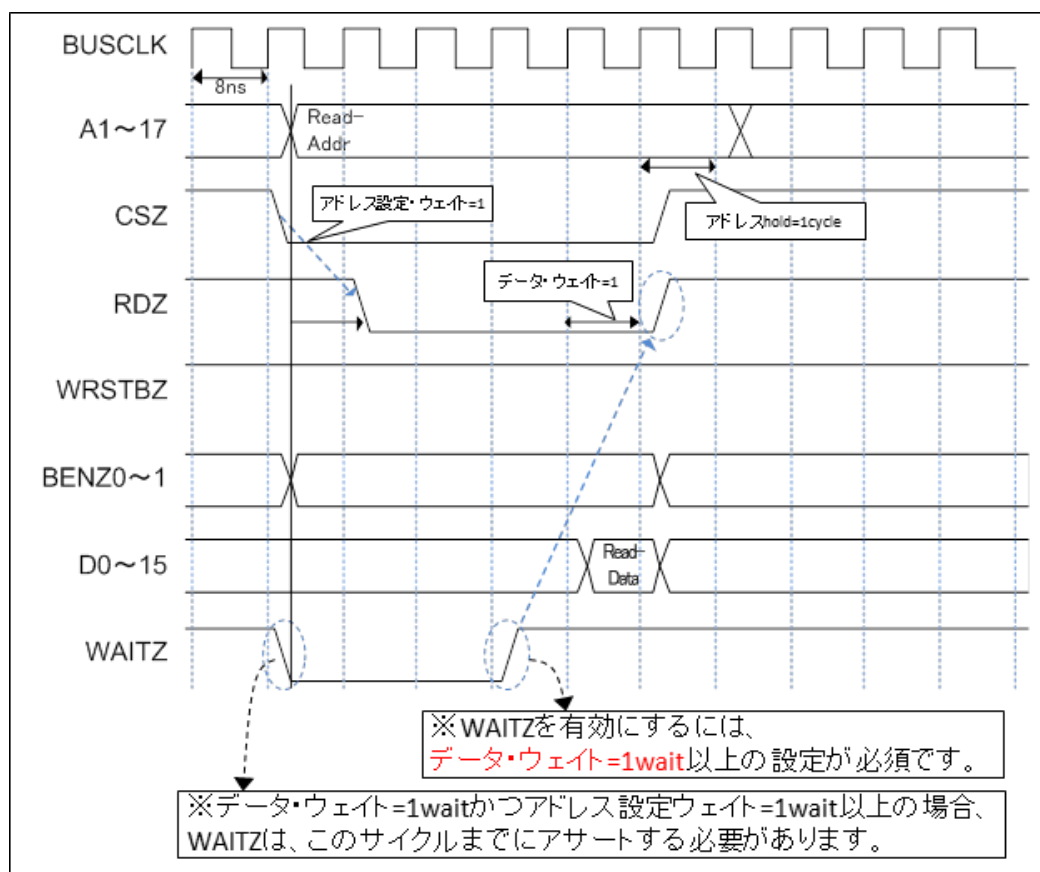 BUSCLK
8ns
A1～17
Read-
Addr
CSZ
アドレス設定・ウェイト=1
アドレスhold=1cycle
RDZ
データ・ウェイト=1
WRSTBZ
BENZ0～1
D0～15
Read-
Data
WAITZ
※WAITZを有効にするには、
データ・ウェイト=1wait以上の設定が必須です。
※データ・ウェイト=1waitかつアドレス設定ウェイト=1wait以上の場合、
WAITZは、このサイクルまでにアサートする必要があります。